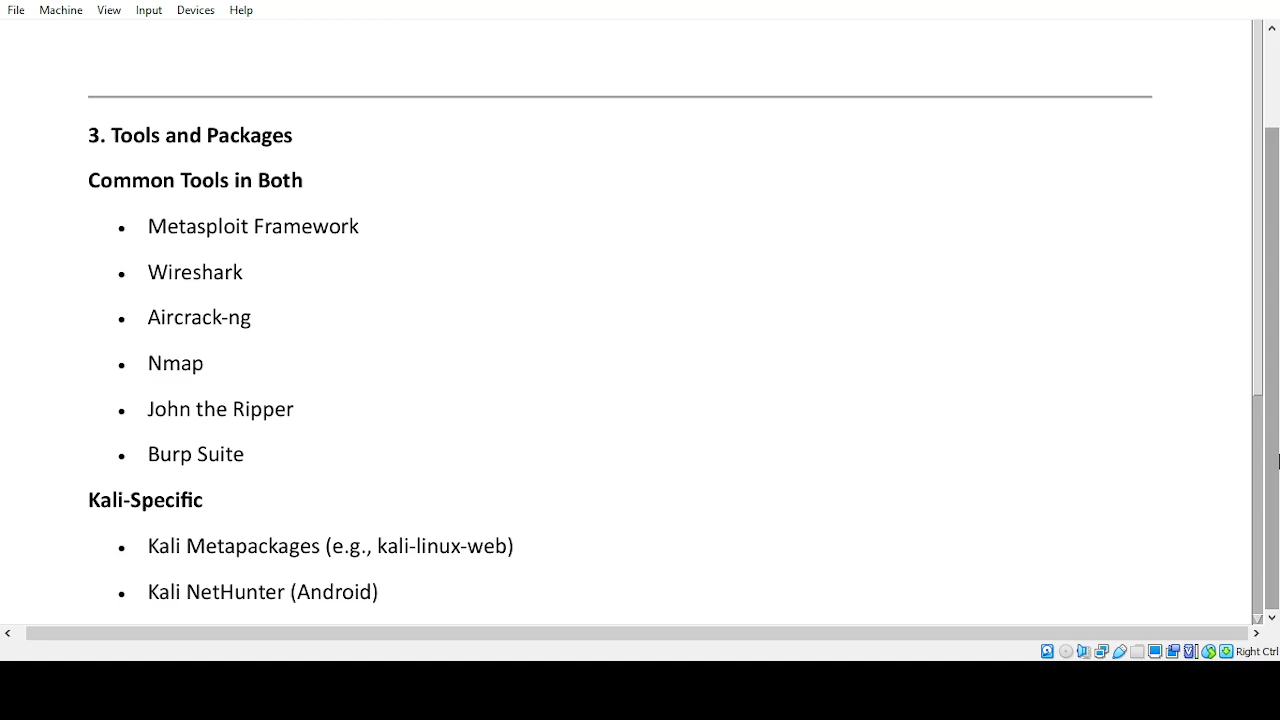 File Machine View Input Devices Help
3. Tools and Packages
Common Tools in Both
• Metasploit Framework
• Wireshark
• Aircrack-ng
• Nmap
• John the Ripper
• Burp Suite
Kali-Specific
• Kali Metapackages (e.g., kali-linux-web)
• Kali NetHunter (Android)
Right Ctrl